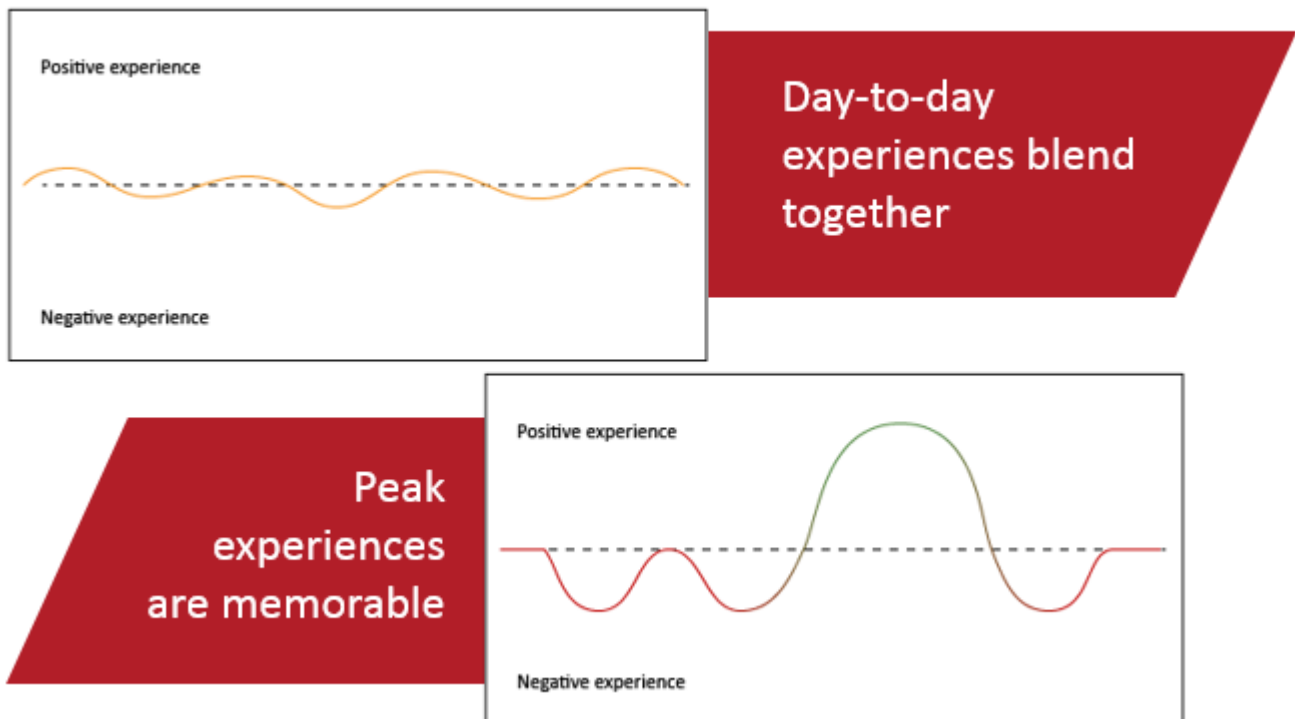 Positive experience
Day-to-day
experiences blend
together
Negative experience
Positive experience
Peak
experiences
are memorable
Negative experience